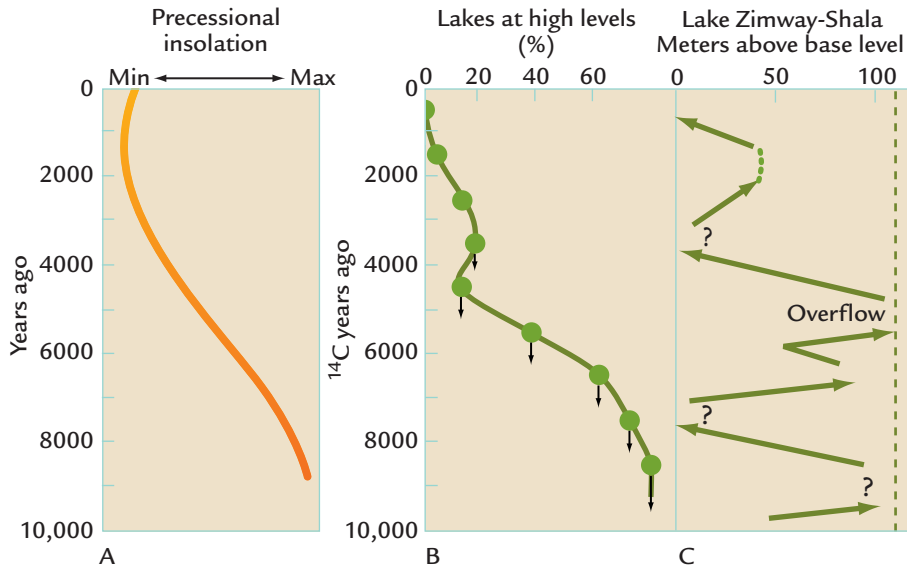 Precessional
insolation
Min Max
Years ago
0
2000
4000
6000
8000
10,000
A
Lakes at high levels
(%)
0 20 40 60
¹⁴C years ago
0
2000
4000
6000
8000
10,000
B
Lake Zimway-Shala
Meters above base level
0 50 100
?
Overflow
?
?
C